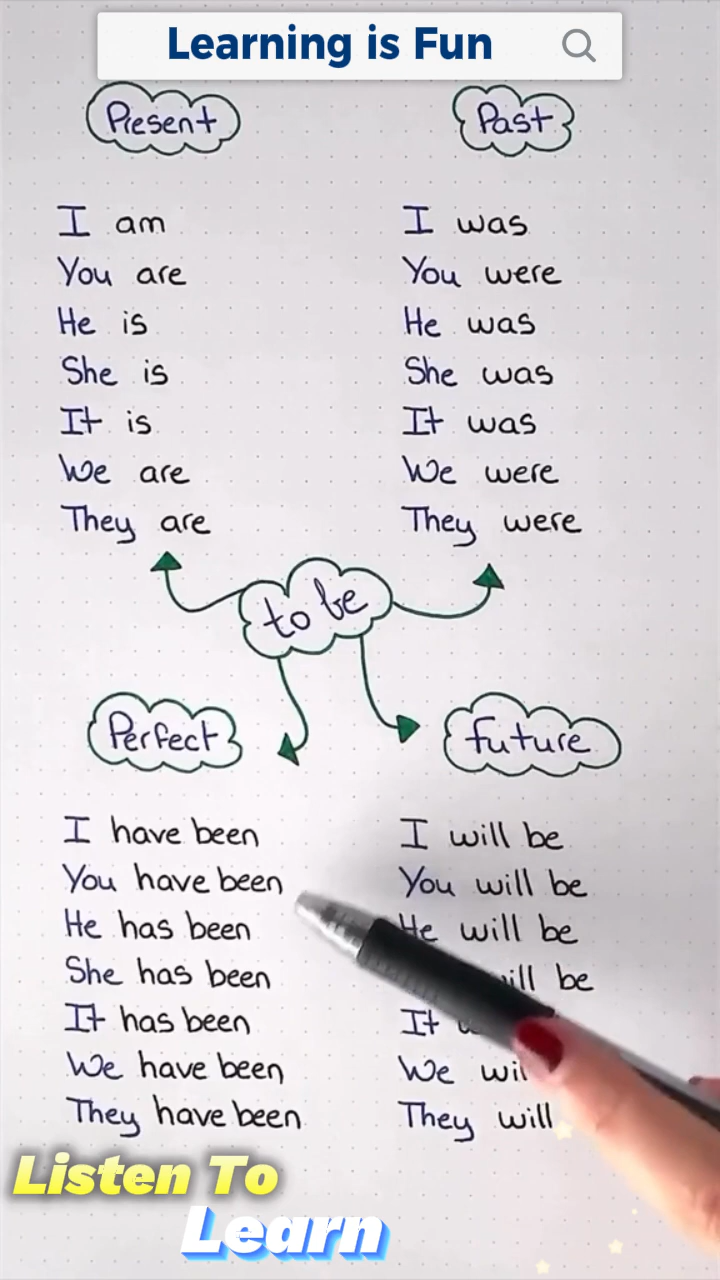 Learning is Fun
Present
I am
You are
He is
She is
It is
We are
They are
Past
I was
You were
He was
She was
It was
We were
They were
to be
Perfect
I have been
You have been
He has been
She has been
It has been
We have been
They have been
future
I will be
You will be
He will be
will be
It
We
They will
Listen To
Learn